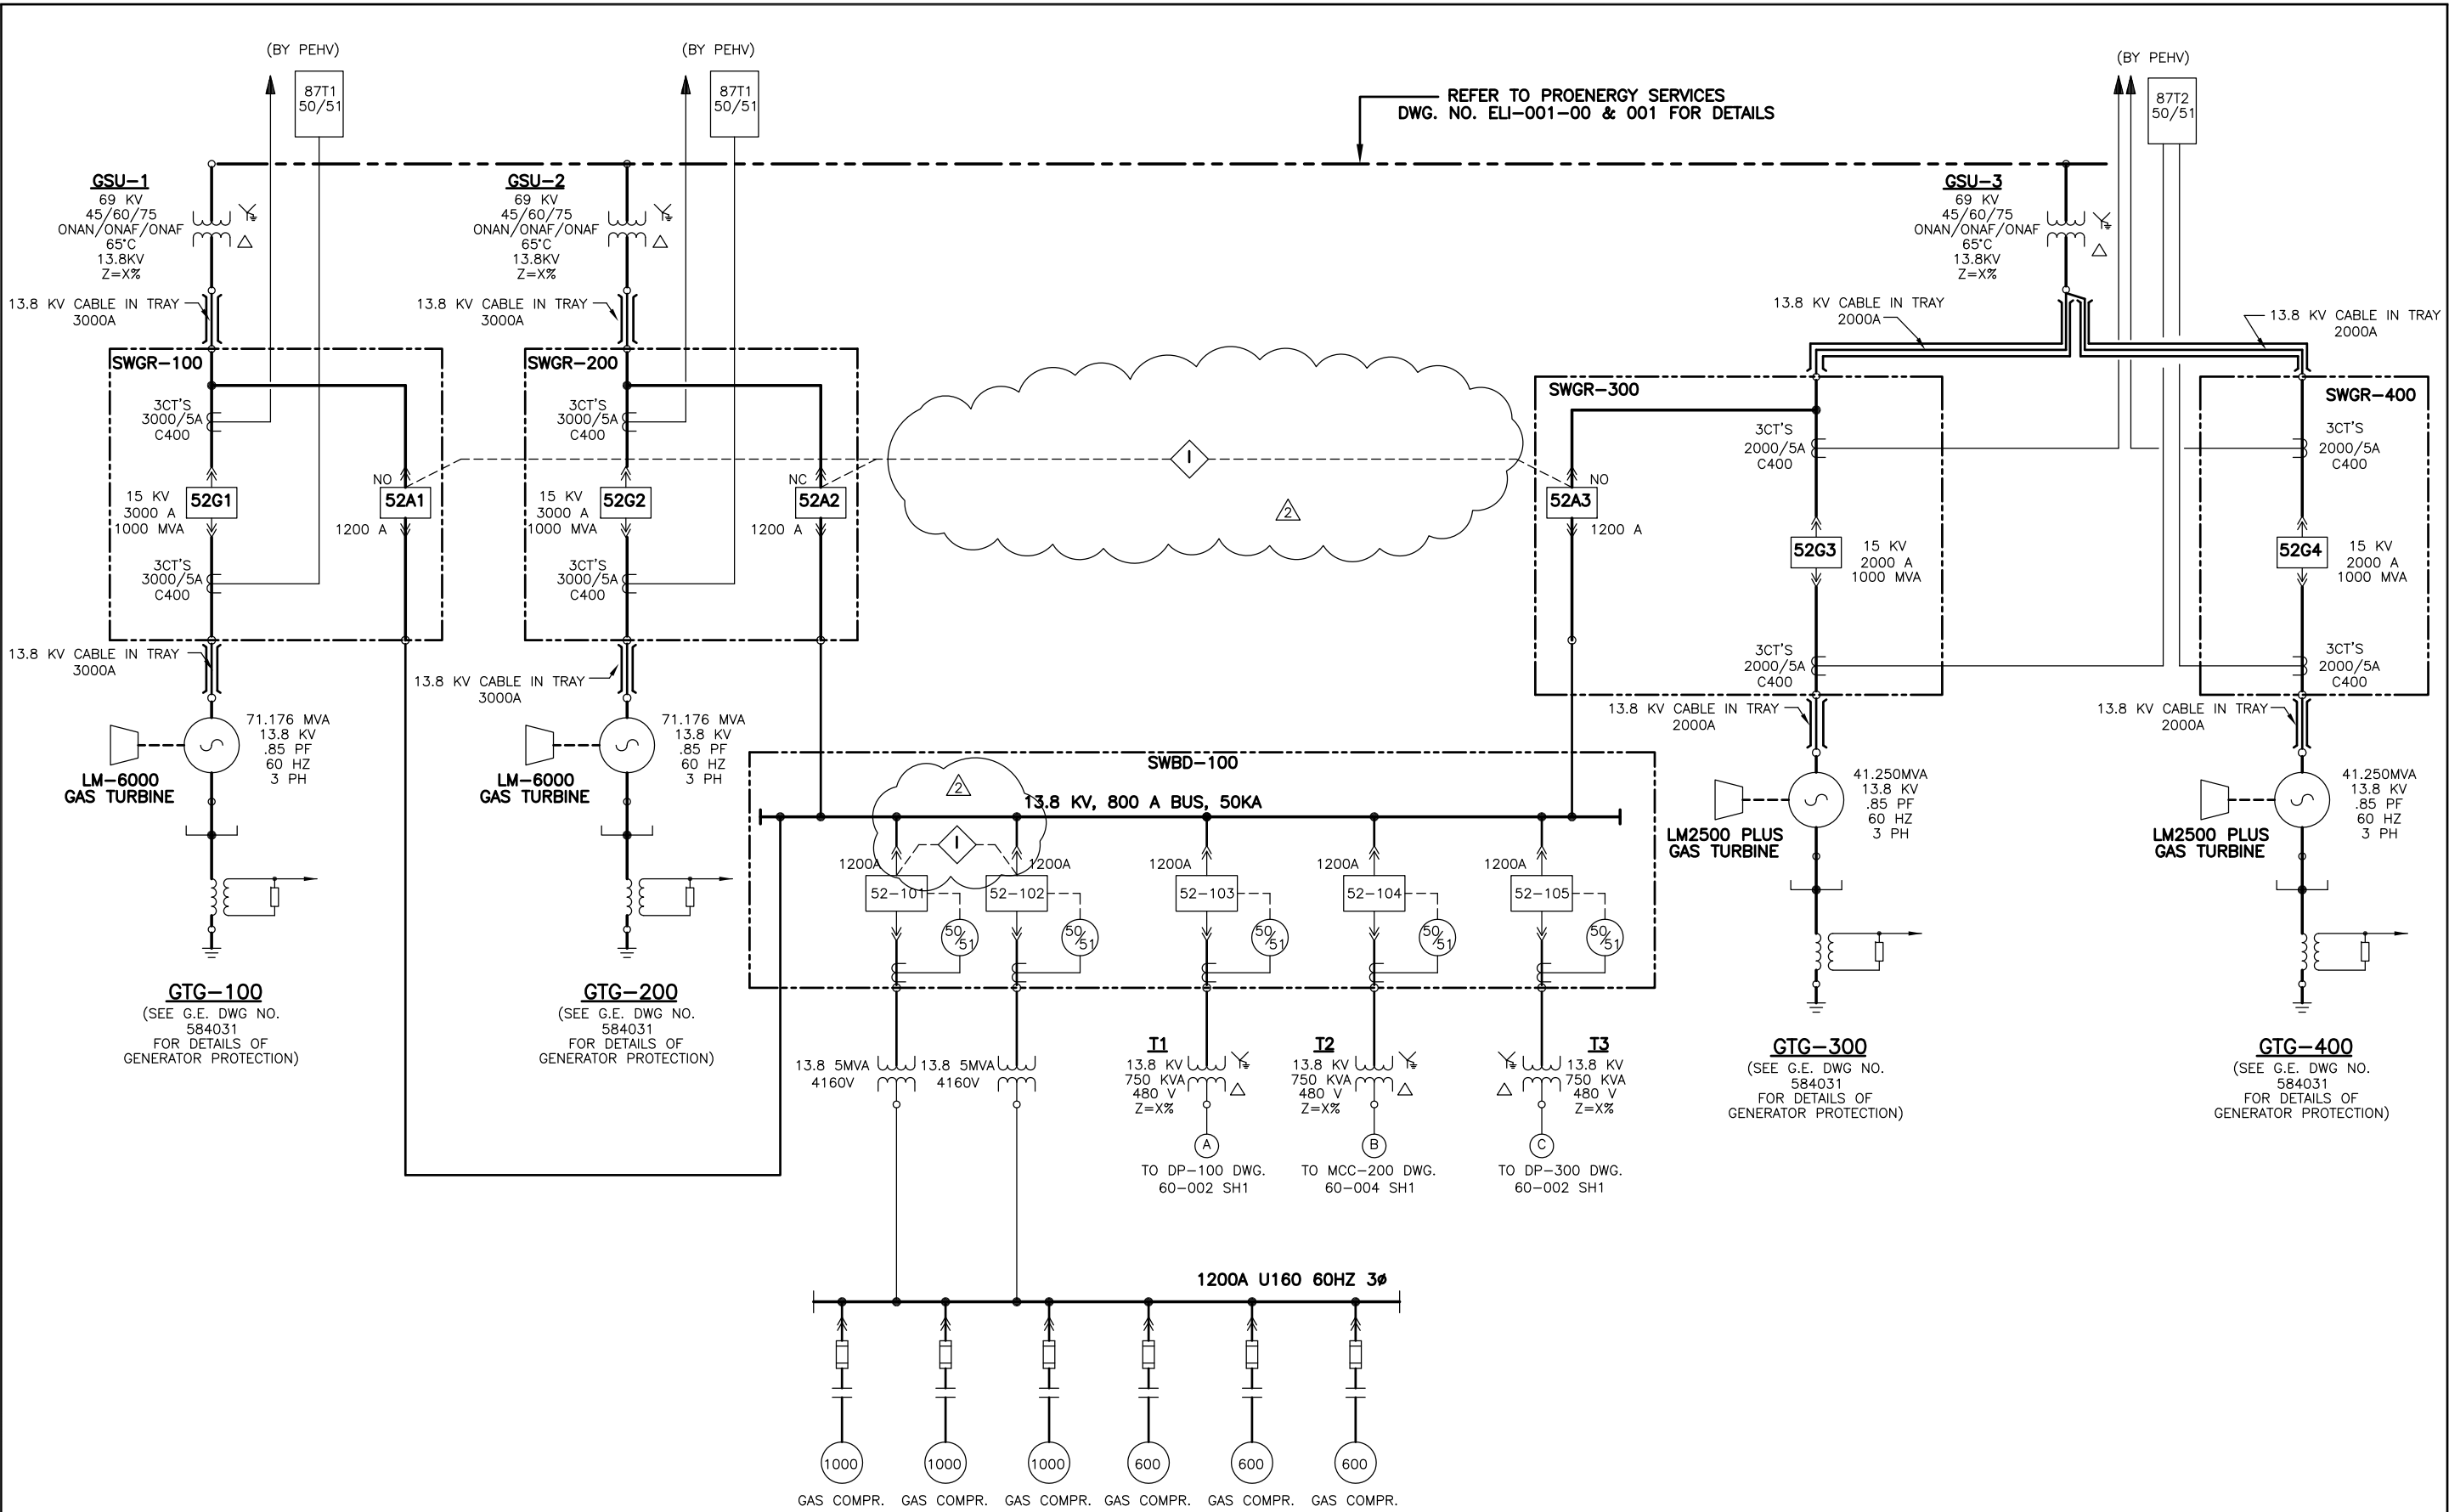 (BY PEHV)
87T1
50/51
(BY PEHV)
87T1
50/51
(BY PEHV)
87T2
50/51
REFER TO PROENERGY SERVICES
DWG. NO. ELI-001-00 & 001 FOR DETAILS
GSU-1
69 KV
45/60/75
ONAN/ONAF/ONAF
65°C
13.8KV
Z=X%
GSU-2
69 KV
45/60/75
ONAN/ONAF/ONAF
65°C
13.8KV
Z=X%
GSU-3
69 KV
45/60/75
ONAN/ONAF/ONAF
65°C
13.8KV
Z=X%
13.8 KV CABLE IN TRAY
3000A
13.8 KV CABLE IN TRAY
3000A
13.8 KV CABLE IN TRAY
2000A
13.8 KV CABLE IN TRAY
2000A
SWGR-100
3CT'S
3000/5A
C400
15 KV
3000 A
1000 MVA
52G1
NO
52A1
1200 A
3CT'S
3000/5A
C400
SWGR-200
3CT'S
3000/5A
C400
15 KV
3000 A
1000 MVA
52G2
NC
52A2
1200 A
3CT'S
3000/5A
C400
I
2
SWGR-300
NO
52A3
1200 A
3CT'S
2000/5A
C400
52G3
15 KV
2000 A
1000 MVA
3CT'S
2000/5A
C400
SWGR-400
3CT'S
2000/5A
C400
52G4
15 KV
2000 A
1000 MVA
3CT'S
2000/5A
C400
13.8 KV CABLE IN TRAY
3000A
13.8 KV CABLE IN TRAY
3000A
13.8 KV CABLE IN TRAY
2000A
13.8 KV CABLE IN TRAY
2000A
71.176 MVA
13.8 KV
.85 PF
60 HZ
3 PH
LM-6000
GAS TURBINE
71.176 MVA
13.8 KV
.85 PF
60 HZ
3 PH
LM-6000
GAS TURBINE
41.250MVA
13.8 KV
.85 PF
60 HZ
3 PH
LM2500 PLUS
GAS TURBINE
41.250MVA
13.8 KV
.85 PF
60 HZ
3 PH
LM2500 PLUS
GAS TURBINE
SWBD-100
2
13.8 KV, 800 A BUS, 50KA
I
1200A
1200A
1200A
1200A
1200A
52-101
52-102
52-103
52-104
52-105
50/51
50/51
50/51
50/51
50/51
GTG-100
(SEE G.E. DWG NO.
584031
FOR DETAILS OF
GENERATOR PROTECTION)
GTG-200
(SEE G.E. DWG NO.
584031
FOR DETAILS OF
GENERATOR PROTECTION)
GTG-300
(SEE G.E. DWG NO.
584031
FOR DETAILS OF
GENERATOR PROTECTION)
GTG-400
(SEE G.E. DWG NO.
584031
FOR DETAILS OF
GENERATOR PROTECTION)
13.8 5MVA
4160V
13.8 5MVA
4160V
T1
13.8 KV
750 KVA
480 V
Z=X%
T2
13.8 KV
750 KVA
480 V
Z=X%
T3
13.8 KV
750 KVA
480 V
Z=X%
A
TO DP-100 DWG.
60-002 SH1
B
TO MCC-200 DWG.
60-004 SH1
C
TO DP-300 DWG.
60-002 SH1
1200A U160 60HZ 3ø
1000
1000
1000
600
600
600
GAS COMPR.
GAS COMPR.
GAS COMPR.
GAS COMPR.
GAS COMPR.
GAS COMPR.